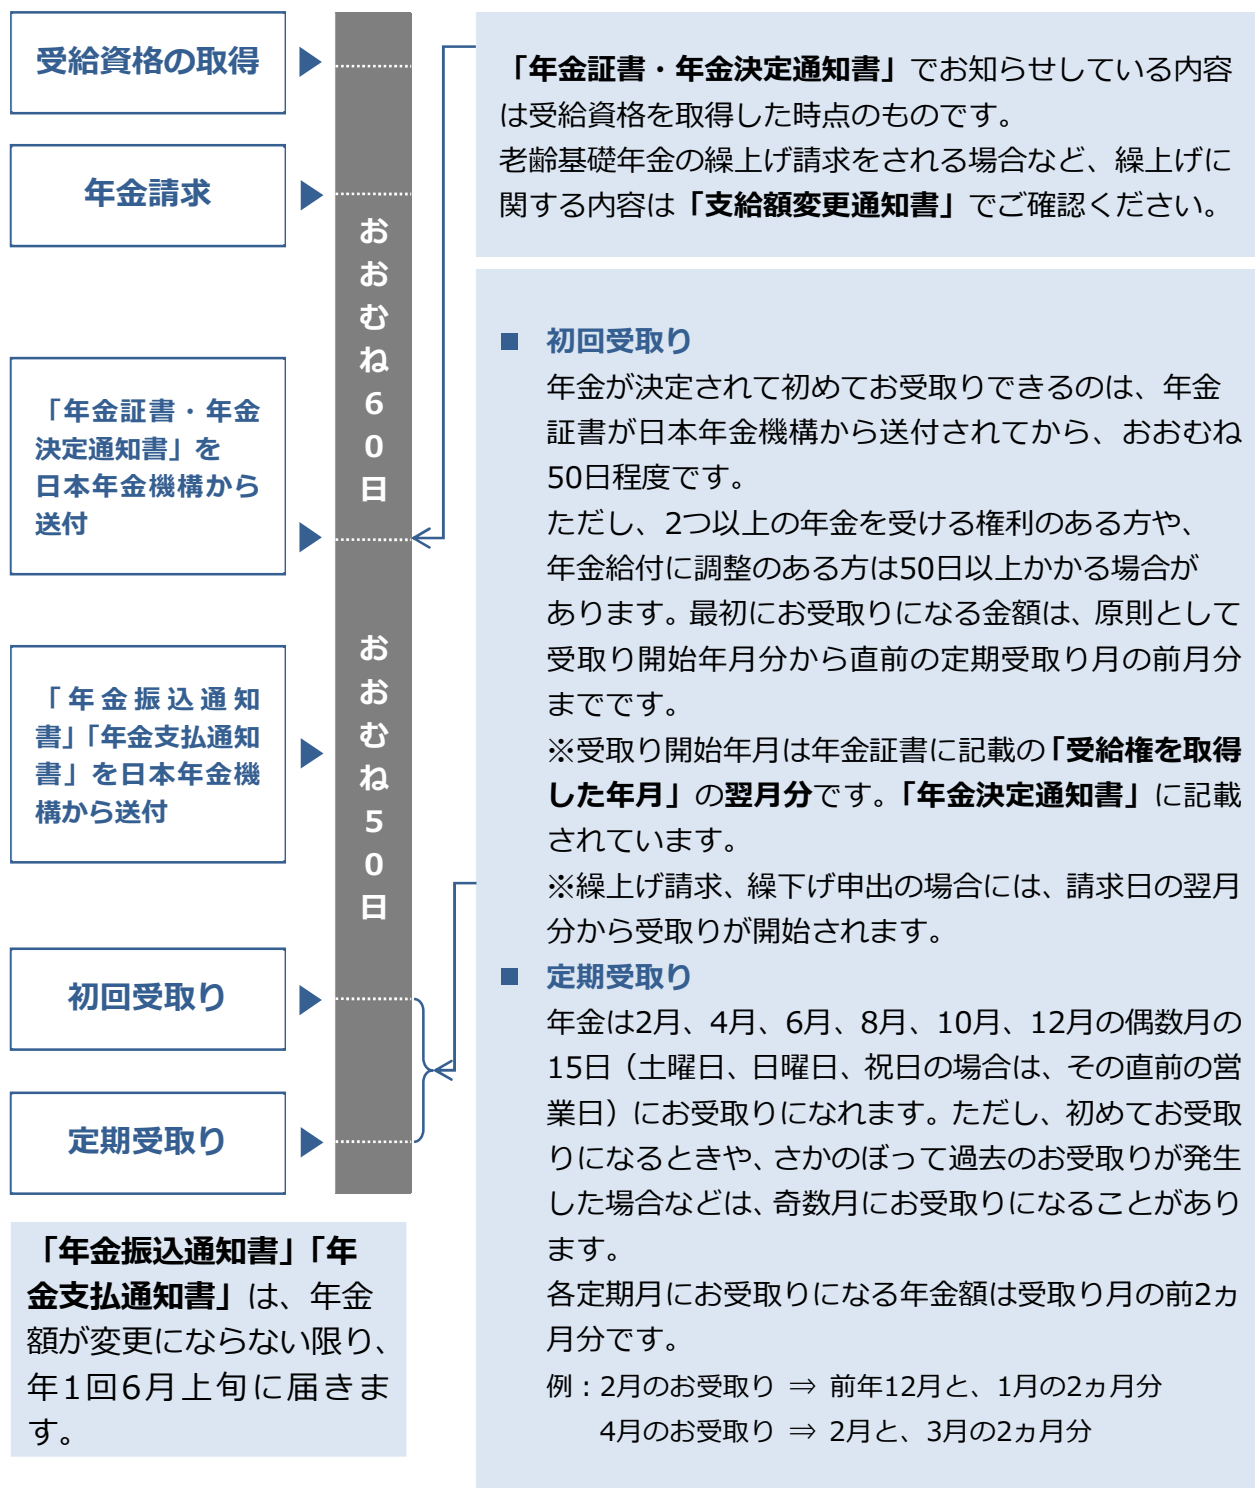 受給資格の取得
年金請求
「年金証書・年金
決定通知書」を
日本年金機構から
送付
「年金振込通知
書」「年金支払通知
書」を日本年金機
構から送付
初回受取り
定期受取り
おおむね60日
おおむね50日
「年金証書・年金決定通知書」でお知らせしている内容
は受給資格を取得した時点のものです。
老齢基礎年金の繰上げ請求をされる場合など、繰上げに
関する内容は「支給額変更通知書」でご確認ください。
■ 初回受取り
年金が決定されて初めてお受取りできるのは、年金
証書が日本年金機構から送付されてから、おおむね
50日程度です。
ただし、2つ以上の年金を受ける権利のある方や、
年金給付に調整のある方は50日以上かかる場合が
あります。最初にお受取りになる金額は、原則として
受取り開始年月分から直前の定期受取り月の前月分
までです。
※受取り開始年月は年金証書に記載の「受給権を取得
した年月」の翌月分です。「年金決定通知書」に記載
されています。
※繰上げ請求、繰下げ申出の場合には、請求日の翌月
分から受取りが開始されます。
■ 定期受取り
年金は2月、4月、6月、8月、10月、12月の偶数月の
15日（土曜日、日曜日、祝日の場合は、その直前の営
業日）にお受取りになれます。ただし、初めてお受取
りになるときや、さかのぼって過去のお受取りが発生
した場合などは、奇数月にお受取りになることがあり
ます。
各定期月にお受取りになる年金額は受取り月の前2ヵ
月分です。
例：2月のお受取り ⇒ 前年12月と、1月の2ヵ月分
4月のお受取り ⇒ 2月と、3月の2ヵ月分
「年金振込通知書」「年
金支払通知書」は、年金
額が変更にならない限り、
年1回6月上旬に届きま
す。